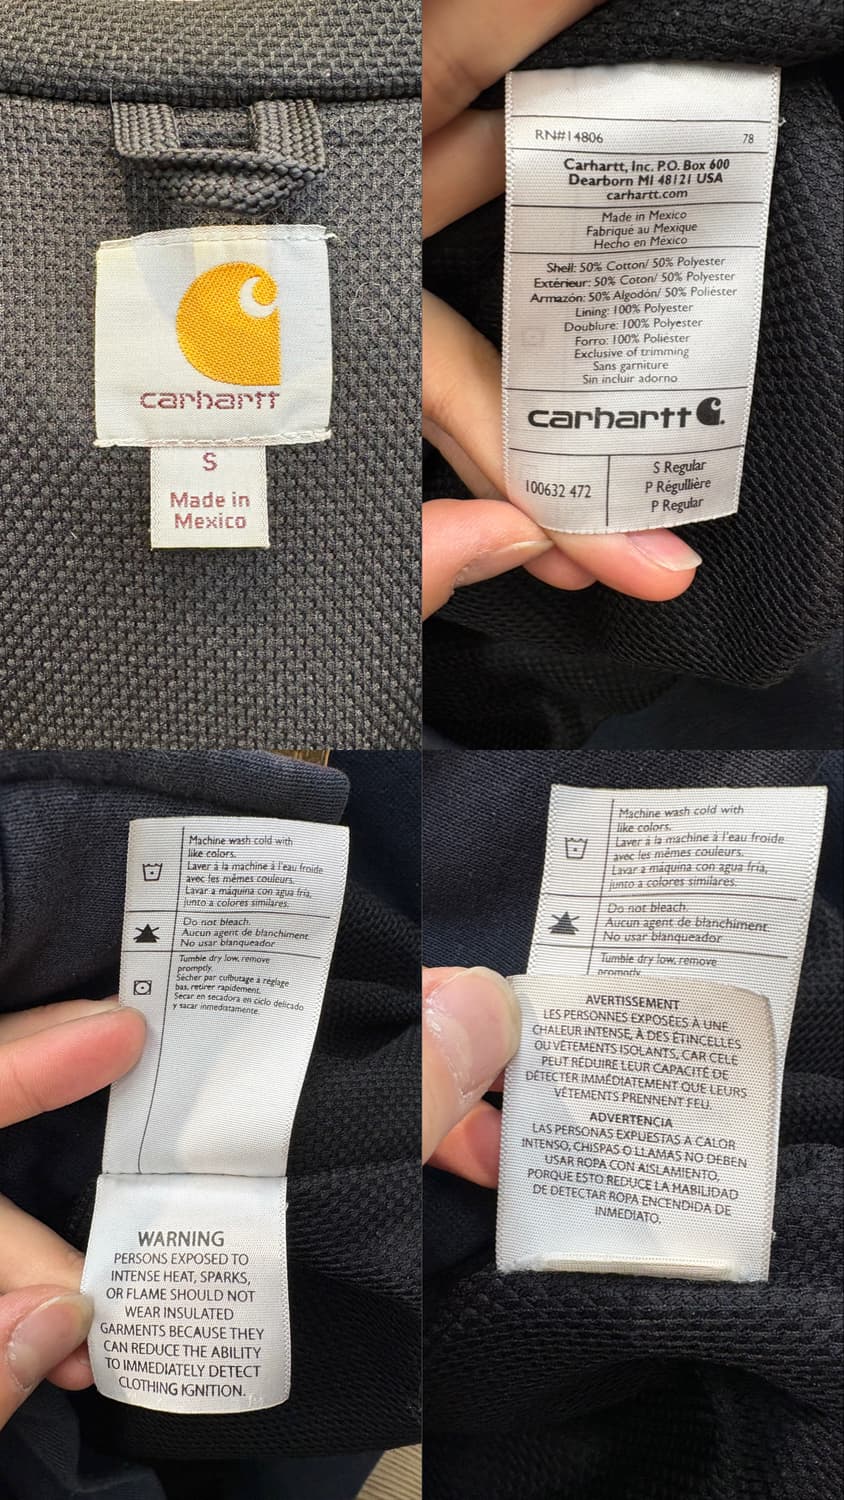 carhartt
S
Made in
Mexico
RN#14806 78
Carhartt, Inc. P.O. Box 600
Dearborn MI 48121 USA
carhartt.com
Made in Mexico
Fabriqué au Mexique
Hecho en México
Shell: 50% Cotton/ 50% Polyester
Extérieur: 50% Coton/ 50% Polyester
Armazón: 50% Algodón/ 50% Poliéster
Lining: 100% Polyester
Doublure: 100% Polyester
Forro: 100% Poliester
Exclusive of trimming
Sans garniture
Sin incluir adorno
carhartt
100632 472
S Regular
P Régullière
P Regular
Machine wash cold with
like colors.
Laver à la machine à l'eau froide
avec les mêmes couleurs.
Lavar a máquina con agua fría,
junto a colores similares.
Do not bleach.
Aucun agent de blanchiment.
No usar blanqueador
Tumble dry low, remove
promptly.
Sécher par culbutage à réglage
bas, retirer rapidement.
Secar en secadora en ciclo delicado
y sacar inmediatamente.
WARNING
PERSONS EXPOSED TO
INTENSE HEAT, SPARKS,
OR FLAME SHOULD NOT
WEAR INSULATED
GARMENTS BECAUSE THEY
CAN REDUCE THE ABILITY
TO IMMEDIATELY DETECT
CLOTHING IGNITION.
Machine wash cold with
like colors.
Laver à la machine à l'eau froide
avec les mêmes couleurs.
Lavar a máquina con agua fría,
junto a colores similares.
Do not bleach.
Aucun agent de blanchiment
No usar blanqueador
Tumble dry low, remove
promptly.
AVERTISSEMENT
LES PERSONNES EXPOSÉES À UNE
CHALEUR INTENSE, À DES ÉTINCELLES
OU VÊTEMENTS ISOLANTS, CAR CELE
PEUT RÉDUIRE LEUR CAPACITÉ DE
DÉTECTER IMMÉDIATEMENT QUE LEURS
VÊTEMENTS PRENNENT FEU.
ADVERTENCIA
LAS PERSONAS EXPUESTAS A CALOR
INTENSO, CHISPAS O LLAMAS NO DEBEN
USAR ROPA CON AISLAMIENTO,
PORQUE ESTO REDUCE LA HABILIDAD
DE DETECTAR ROPA ENCENDIDA DE
INMEDIATO.